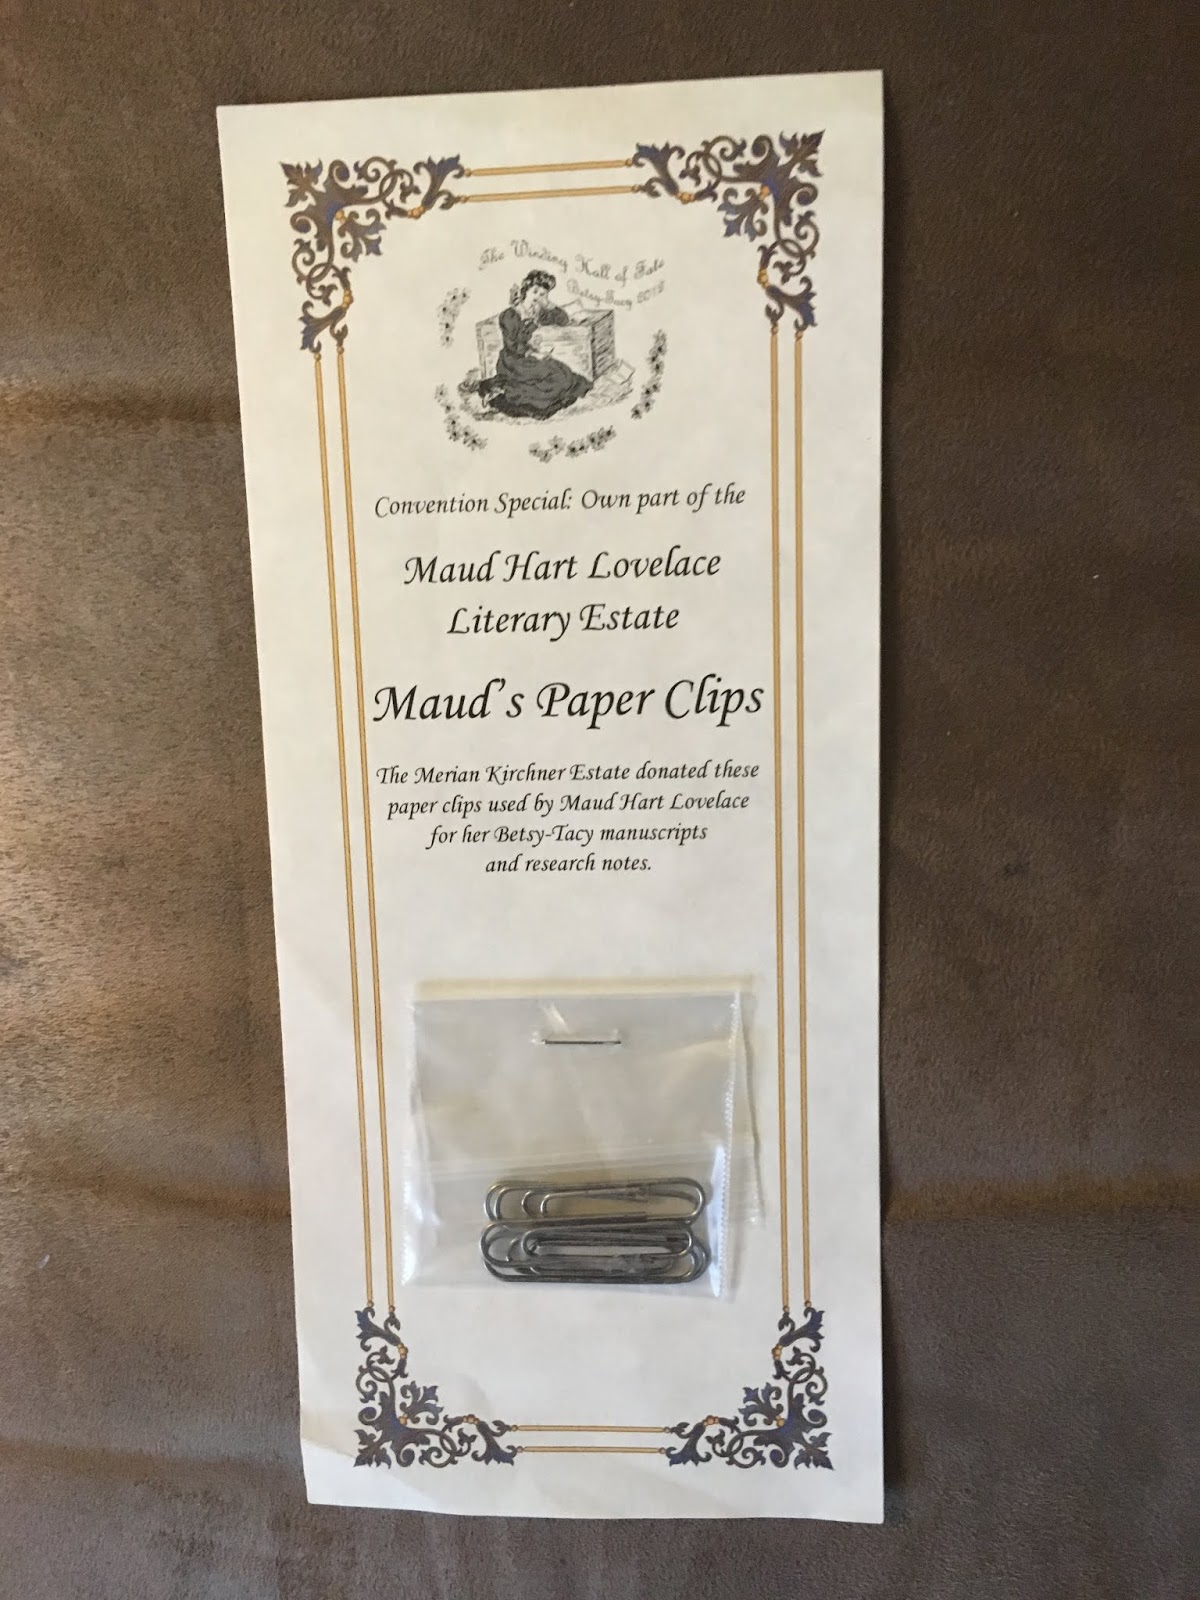 The Winding Hall of Fate
Betsy-Tacy
Convention Special: Own part of the
Maud Hart Lovelace
Literary Estate
Maud's Paper Clips
The Merian Kirchner Estate donated these
paper clips used by Maud Hart Lovelace
for her Betsy-Tacy manuscripts
and research notes.